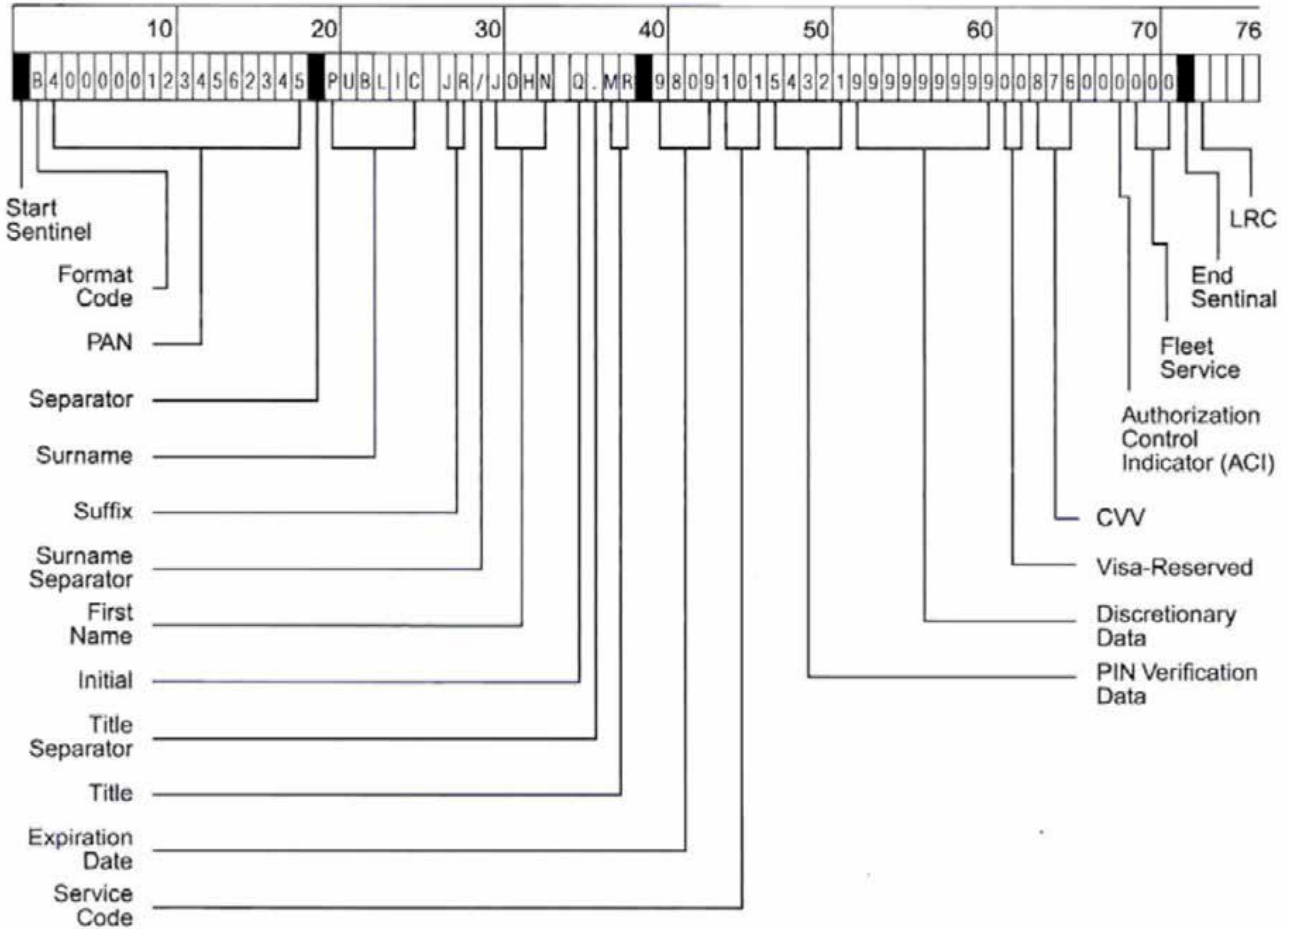 10 20 30 40 50 60 70 76
B4000001234562345 PUBLIC JR/JOHN Q.MR 98091015432199999999900876000000
Start
Sentinel
Format
Code
PAN
Separator
Surname
Suffix
Surname
Separator
First
Name
Initial
Title
Separator
Title
Expiration
Date
Service
Code
LRC
End
Sentinal
Fleet
Service
Authorization
Control
Indicator (ACI)
CVV
Visa-Reserved
Discretionary
Data
PIN Verification
Data